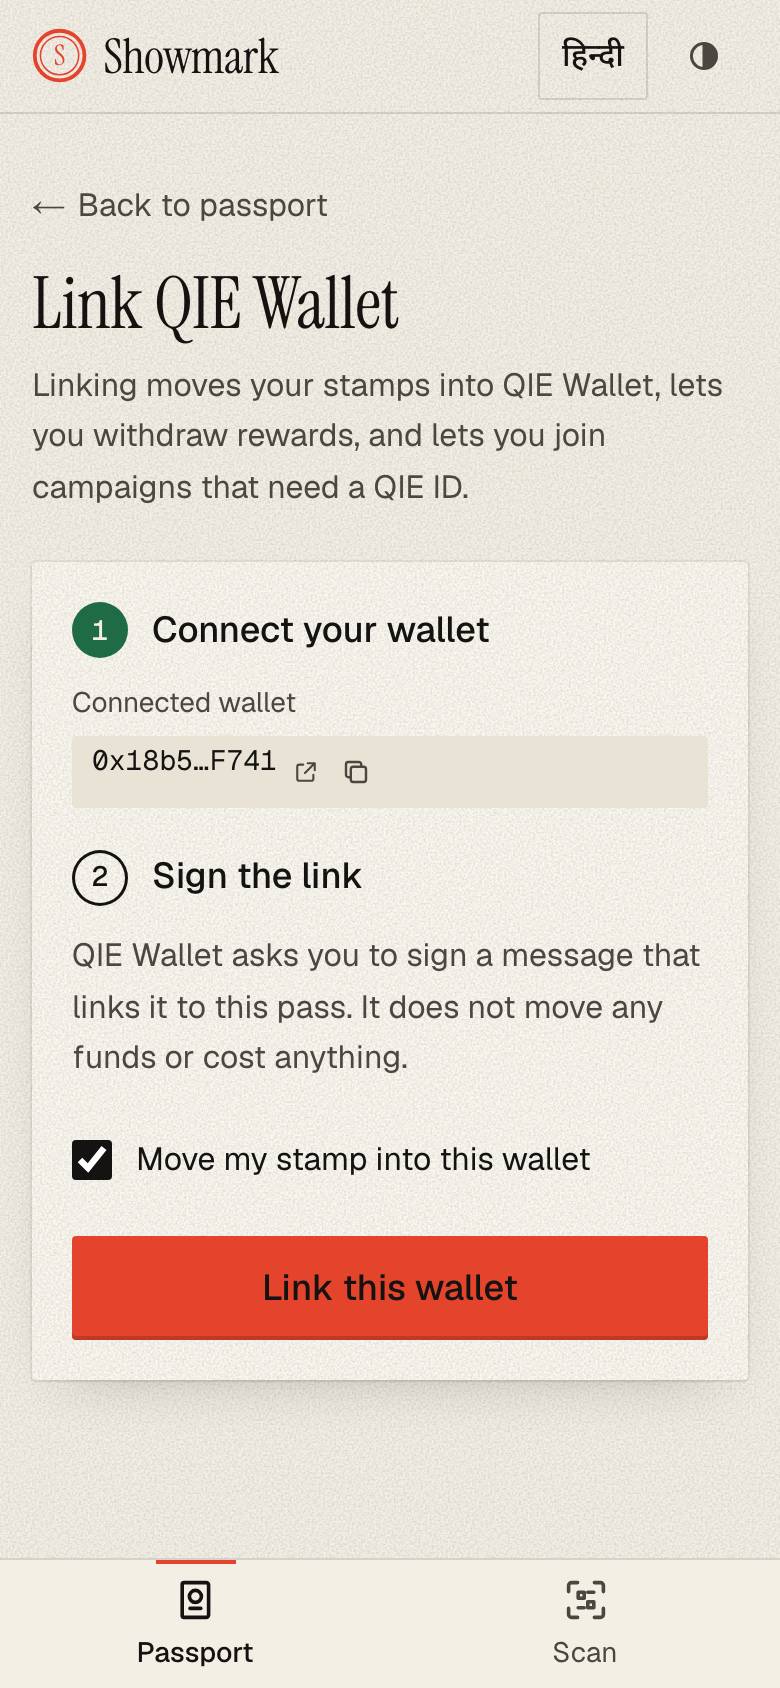 S Showmark
हिन्दी
← Back to passport
Link QIE Wallet
Linking moves your stamps into QIE Wallet, lets
you withdraw rewards, and lets you join
campaigns that need a QIE ID.
1 Connect your wallet
Connected wallet
0x18b5…F741
2 Sign the link
QIE Wallet asks you to sign a message that
links it to this pass. It does not move any
funds or cost anything.
Move my stamp into this wallet
Link this wallet
Passport
Scan